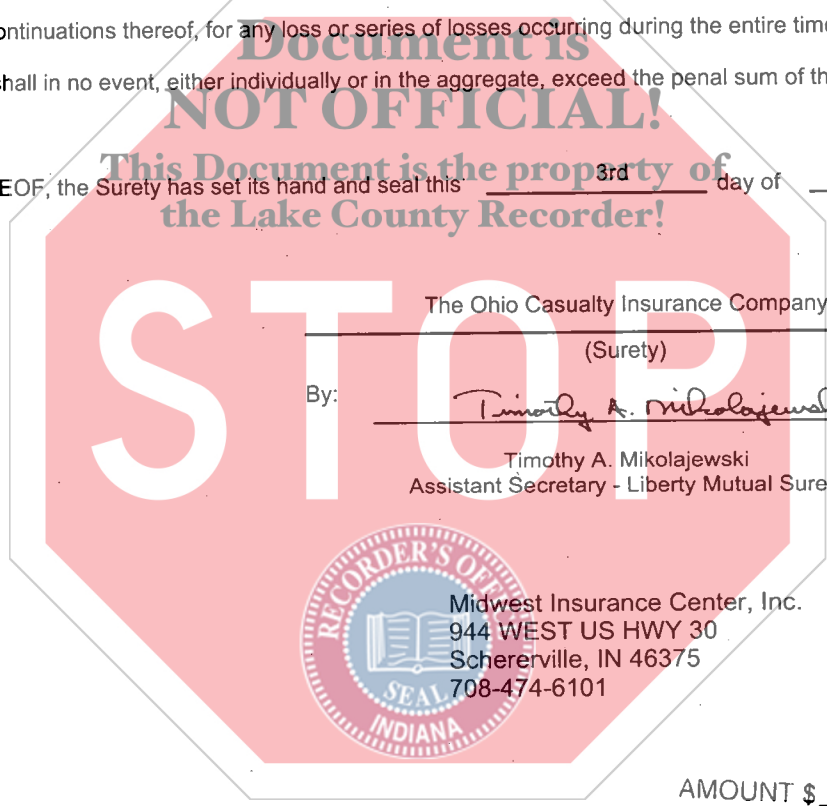 ontinuations thereof, for any loss or series of losses occurring during the entire time
Document is
hall in no event, either individually or in the aggregate, exceed the penal sum of th
NOT OFFICIAL!
This Document is the property of
EOF, the Surety has set its hand and seal this 3rd day of
the Lake County Recorder!
STOP
The Ohio Casualty Insurance Company
(Surety)
By: Timothy A. Mikolajews
Timothy A. Mikolajewski
Assistant Secretary - Liberty Mutual Sure
RECORDER'S OFFICE
Midwest Insurance Center, Inc.
944 WEST US HWY 30
Schererville, IN 46375
708-474-6101
SEAL
INDIANA
AMOUNT $